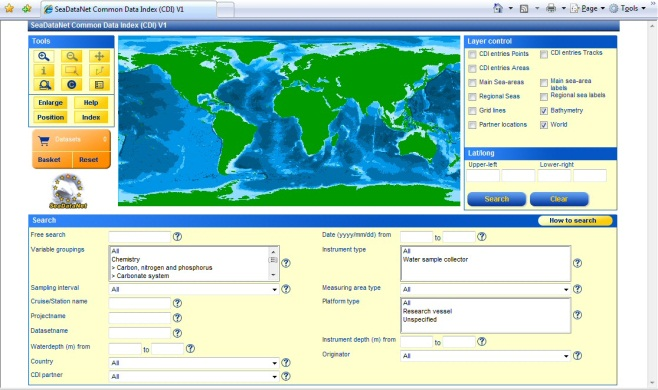 SeaDataNet Common Data Index (CDI) V1
Page
Tools
SeaDataNet Common Data Index (CDI) V1
Tools
Enlarge
Help
Position
Index
Datasets
0
Basket
Reset
SeaDataNet
Layer control
CDI entries Points
CDI entries Tracks
CDI entries Areas
Main Sea-areas
Main sea-area
labels
Regional Seas
Regional sea labels
Grid lines
Bathymetry
Partner locations
World
Lat/long
Upper-left
Lower-right
Search
Clear
Search
How to search
Free search
Variable groupings
All
Chemistry
> Carbon, nitrogen and phosphorus
> Carbonate system
Sampling interval
All
Cruise/Station name
Projectname
Datasetname
Waterdepth (m) from
to
Country
All
CDI partner
All
Date (yyyy/mm/dd) from
to
Instrument type
All
Water sample collector
Measuring area type
All
Platform type
All
Research vessel
Unspecified
Instrument depth (m) from
to
Originator
All